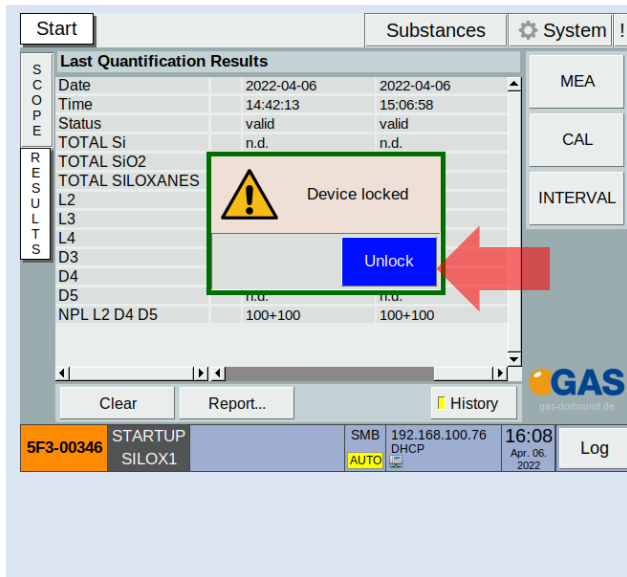 Start
Substances
System
!
SCOPE
RESULTS
Last Quantification Results
Date 2022-04-06 2022-04-06
Time 14:42:13 15:06:58
Status valid valid
TOTAL Si n.d. n.d.
TOTAL SiO2
TOTAL SILOXANES
L2
L3
L4
D3
D4
D5 n.d. n.d.
NPL L2 D4 D5 100+100 100+100
Device locked
Unlock
MEA
CAL
INTERVAL
GAS
gas-dortmund.de
Clear
Report...
History
5F3-00346
STARTUP
SILOX1
SMB
AUTO
192.168.100.76
DHCP
16:08
Apr. 06.
2022
Log